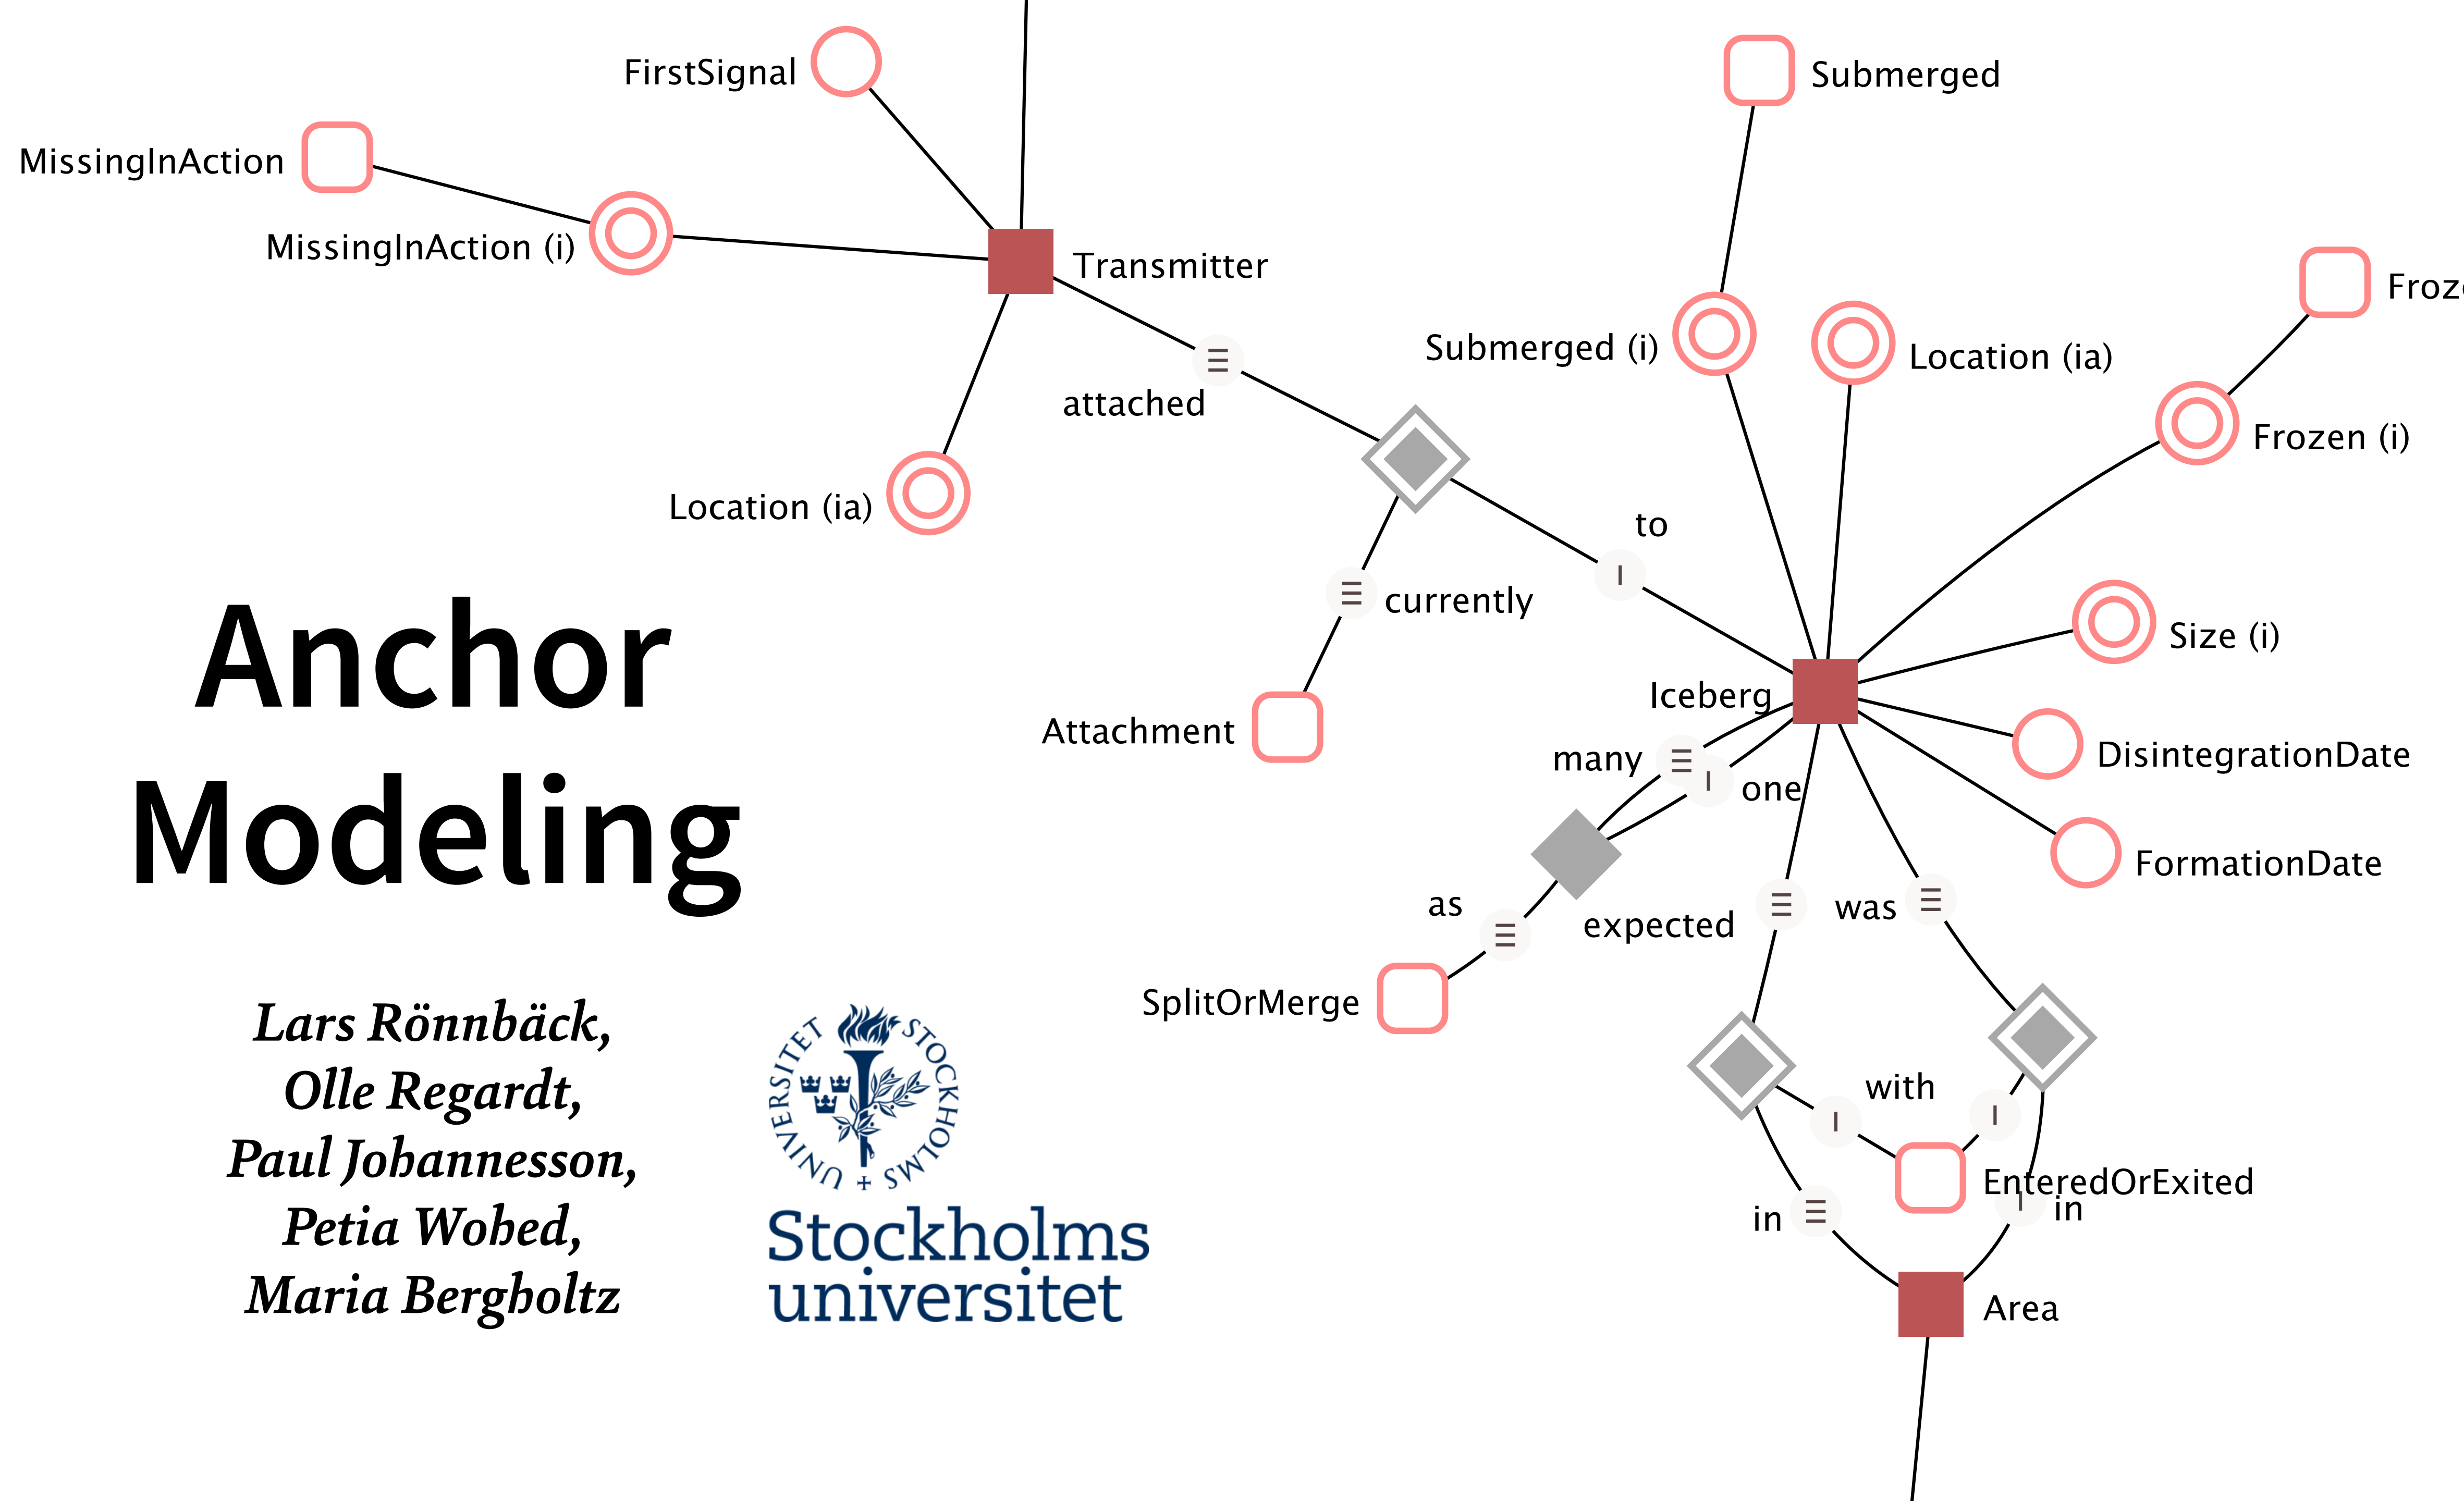 FirstSignal
Submerged
MissingInAction
MissingInAction (i)
Transmitter
Froz
Submerged (i)
Location (ia)
attached
Frozen (i)
Location (ia)
to
currently
Size (i)
Anchor
Modeling
Iceberg
Attachment
many
one
DisintegrationDate
FormationDate
as
expected
was
SplitOrMerge
Lars Rönnbäck,
Olle Regardt,
Paul Johannesson,
Petia Wohed,
Maria Bergholtz
STOCKHOLMS UNIVERSITET
Stockholms
universitet
with
EnteredOrExited
in
in
Area